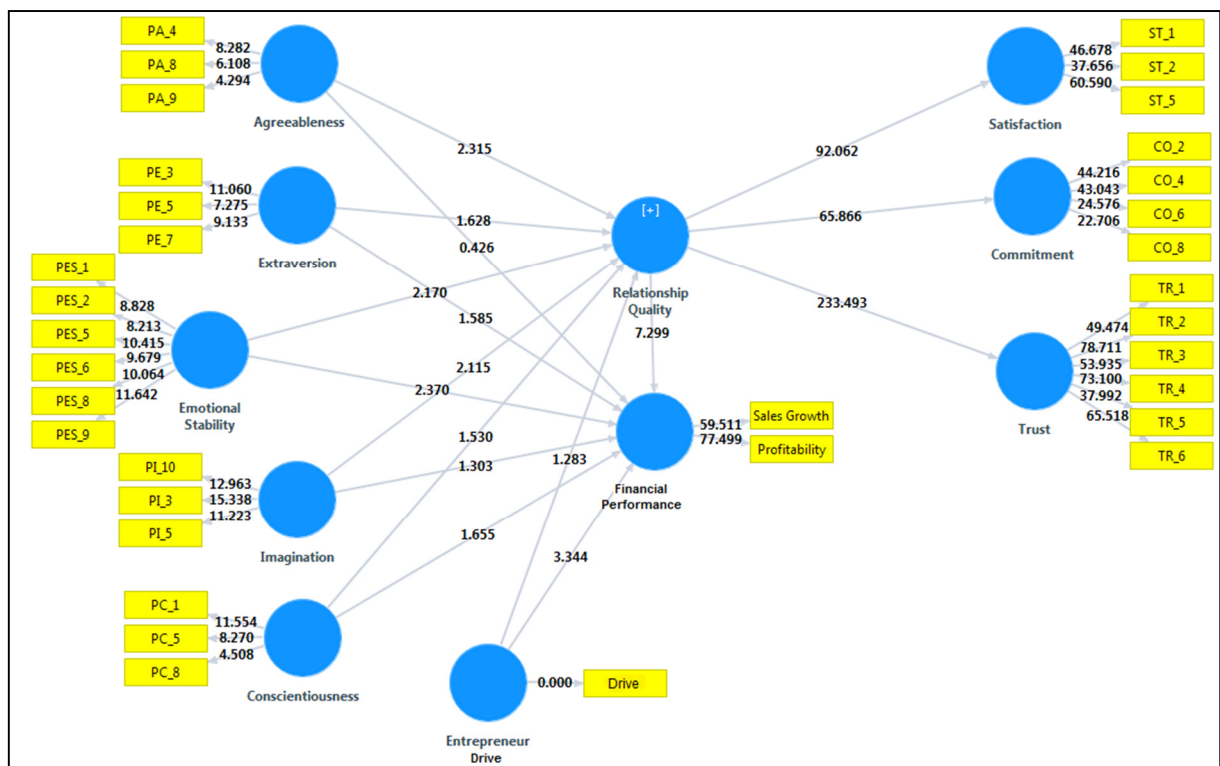 PA_4
8.282
PA_8
6.108
PA_9
4.294
Agreeableness
PE_3
11.060
PE_5
7.275
PE_7
9.133
Extraversion
PES_1
8.828
PES_2
8.213
PES_5
10.415
PES_6
9.679
PES_8
10.064
PES_9
11.642
Emotional
Stability
PI_10
12.963
PI_3
15.338
PI_5
11.223
Imagination
PC_1
11.554
PC_5
8.270
PC_8
4.508
Conscientiousness
2.315
1.628
0.426
2.170
1.585
2.115
2.370
1.530
1.303
1.283
1.655
3.344
[+]
Relationship
Quality
7.299
Financial
Performance
59.511
Sales Growth
77.499
Profitability
Entrepreneur
Drive
0.000
Drive
92.062
65.866
233.493
Satisfaction
46.678
ST_1
37.656
ST_2
60.590
ST_5
Commitment
44.216
CO_2
43.043
CO_4
24.576
CO_6
22.706
CO_8
Trust
49.474
TR_1
78.711
TR_2
53.935
TR_3
73.100
TR_4
37.992
TR_5
65.518
TR_6